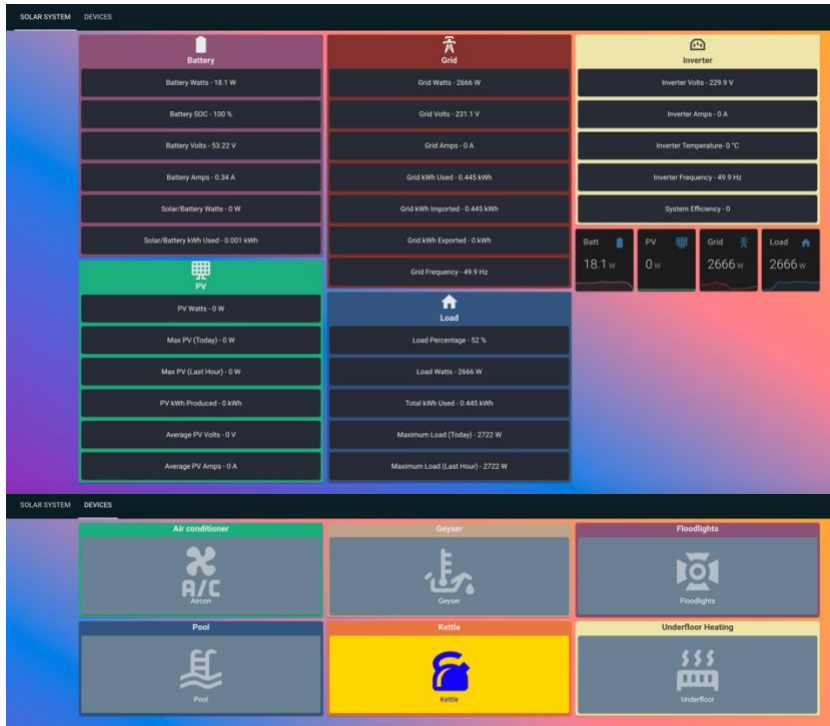 SOLAR SYSTEM DEVICES
Battery
Battery Watts - 18.1 W
Battery SOC - 100 %
Battery Volts - 53.22 V
Battery Amps - 0.34 A
Solar/Battery Watts - 0 W
Solar/Battery kWh Used - 0.001 kWh
PV
PV Watts - 0 W
Max PV (Today) - 0 W
Max PV (Last Hour) - 0 W
PV kWh Produced - 0 kWh
Average PV Volts - 0 V
Average PV Amps - 0 A
Grid
Grid Watts - 2666 W
Grid Volts - 231.1 V
Grid Amps - 0 A
Grid kWh Used - 0.445 kWh
Grid kWh Imported - 0.445 kWh
Grid kWh Exported - 0 kWh
Grid Frequency - 49.9 Hz
Load
Load Percentage - 52 %
Load Watts - 2666 W
Total kWh Used - 0.445 kWh
Maximum Load (Today) - 2722 W
Maximum Load (Last Hour) - 2722 W
Inverter
Inverter Volts - 229.9 V
Inverter Amps - 0 A
Inverter Temperature- 0 °C
Inverter Frequency - 49.9 Hz
System Efficiency - 0
Batt PV Grid Load
18.1 w 0 w 2666 w 2666 w
SOLAR SYSTEM DEVICES
Air conditioner
A/C
Aircon
Geyser
Geyser
Floodlights
Floodlights
Pool
Pool
Kettle
Kettle
Underfloor Heating
Underfloor